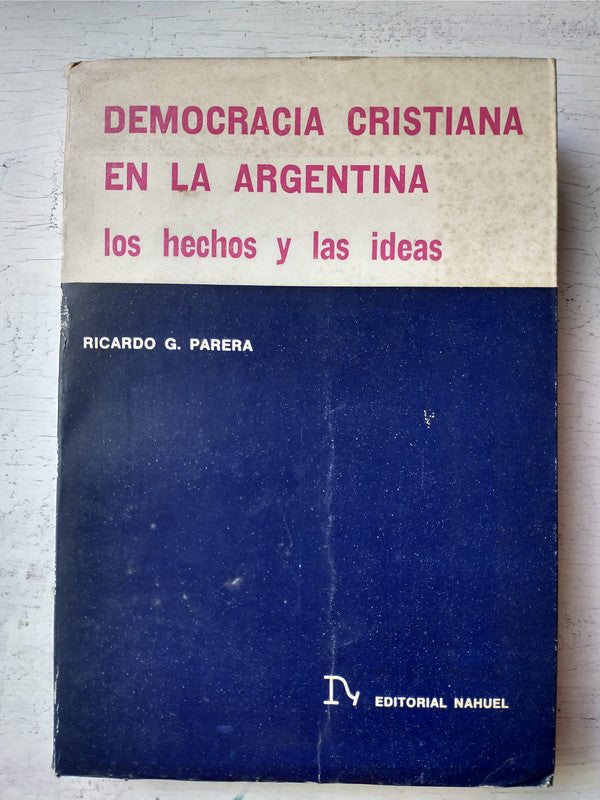 DEMOCRACIA CRISTIANA
EN LA ARGENTINA
los hechos y las ideas
RICARDO G. PARERA
EDITORIAL NAHUEL